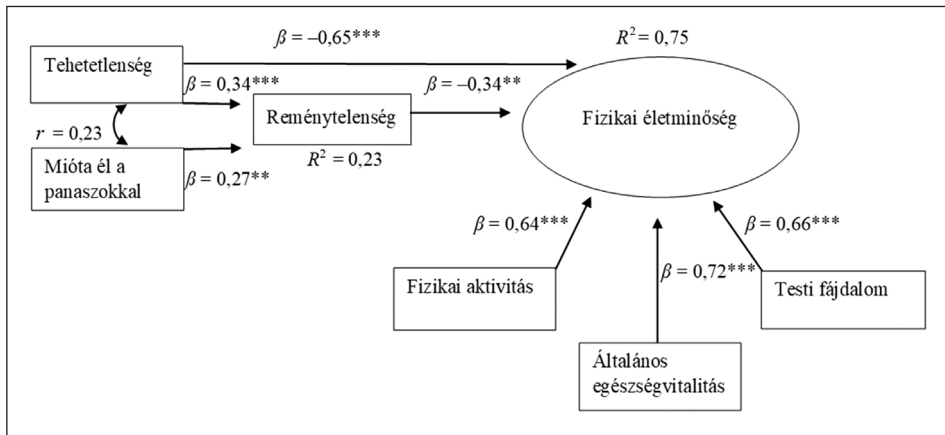 β = –0,65***
R² = 0,75
Tehetetlenség
β = 0,34***
β = –0,34**
Reménytelenség
Fizikai életminőség
r = 0,23
R² = 0,23
Mióta él a
panaszokkal
β = 0,27**
β = 0,64***
β = 0,66***
Fizikai aktivitás
β = 0,72***
Testi fájdalom
Általános
egészségvitalitás